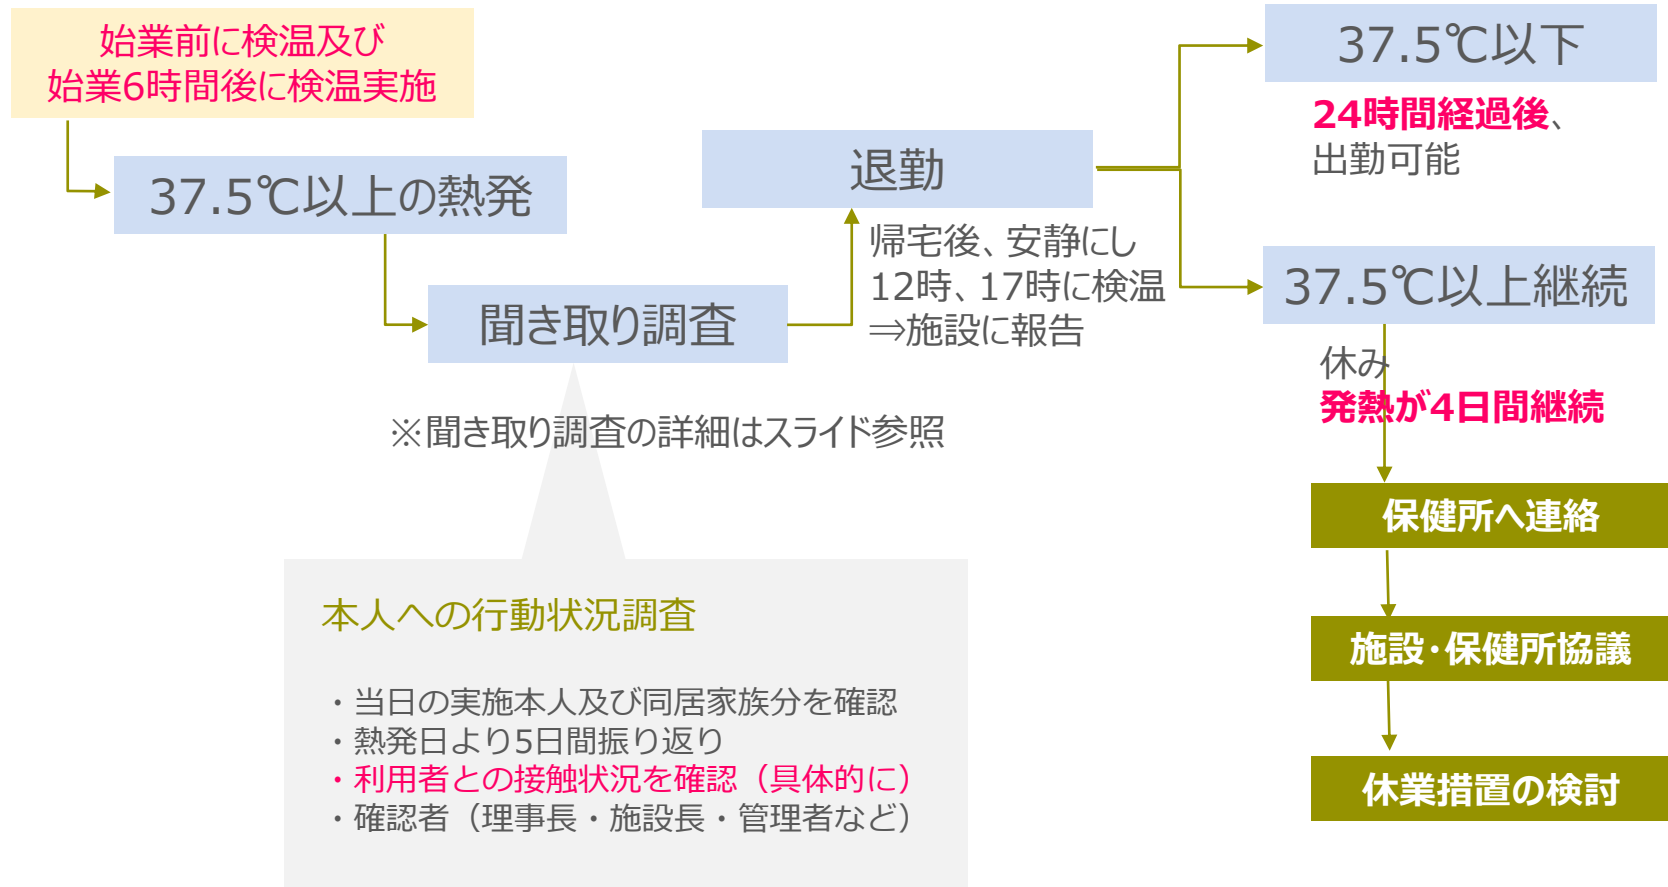 始業前に検温及び
始業6時間後に検温実施
37.5℃以上の熱発
聞き取り調査
※聞き取り調査の詳細はスライド参照
本人への行動状況調査
・当日の実施本人及び同居家族分を確認
・熱発日より5日間振り返り
・利用者との接触状況を確認（具体的に）
・確認者（理事長・施設長・管理者など）
退勤
帰宅後、安静にし
12時、17時に検温
⇒施設に報告
37.5℃以下
24時間経過後、
出勤可能
37.5℃以上継続
休み
発熱が4日間継続
保健所へ連絡
施設・保健所協議
休業措置の検討